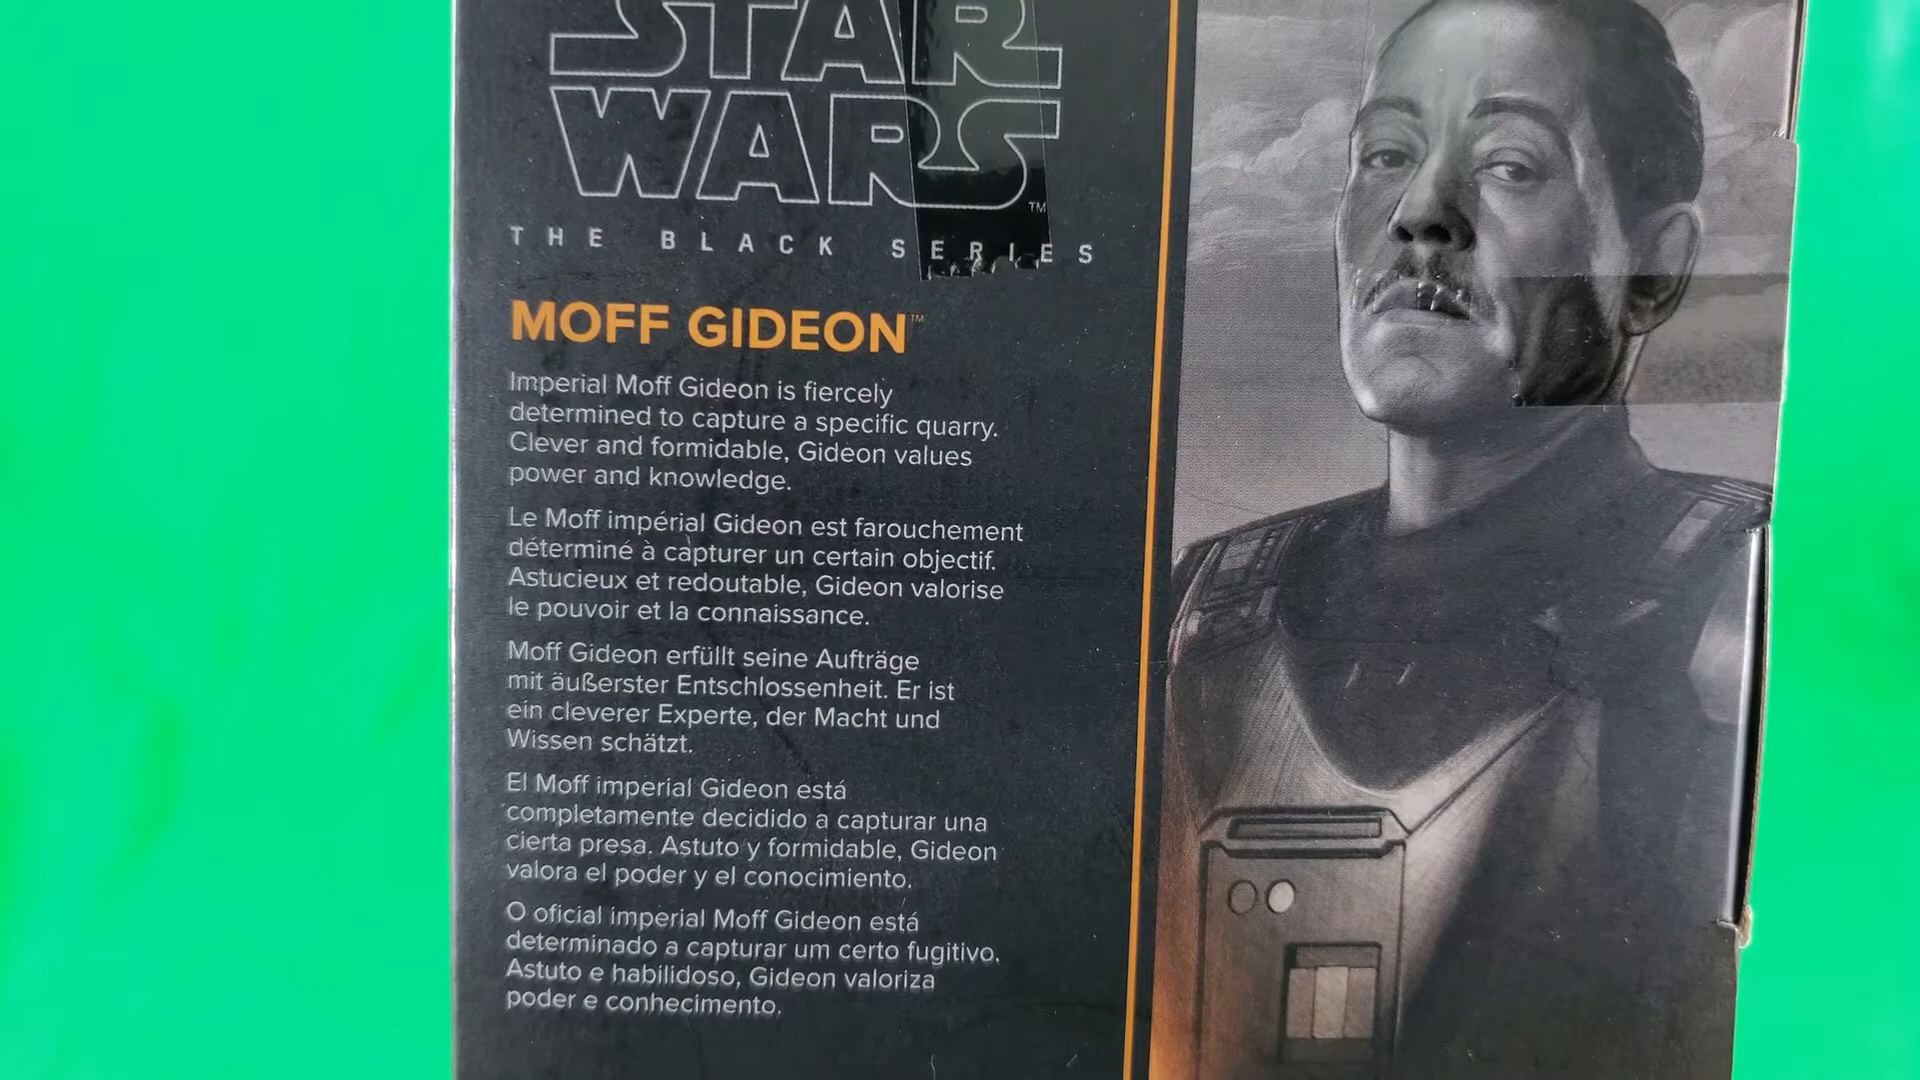 STAR
WARS™
THE BLACK SERIES
MOFF GIDEON™
Imperial Moff Gideon is fiercely
determined to capture a specific quarry.
Clever and formidable, Gideon values
power and knowledge.
Le Moff impérial Gideon est farouchement
déterminé à capturer un certain objectif.
Astucieux et redoutable, Gideon valorise
le pouvoir et la connaissance.
Moff Gideon erfüllt seine Aufträge
mit äußerster Entschlossenheit. Er ist
ein cleverer Experte, der Macht und
Wissen schätzt.
El Moff imperial Gideon está
completamente decidido a capturar una
cierta presa. Astuto y formidable, Gideon
valora el poder y el conocimiento.
O oficial imperial Moff Gideon está
determinado a capturar um certo fugitivo.
Astuto e habilidoso, Gideon valoriza
poder e conhecimento.